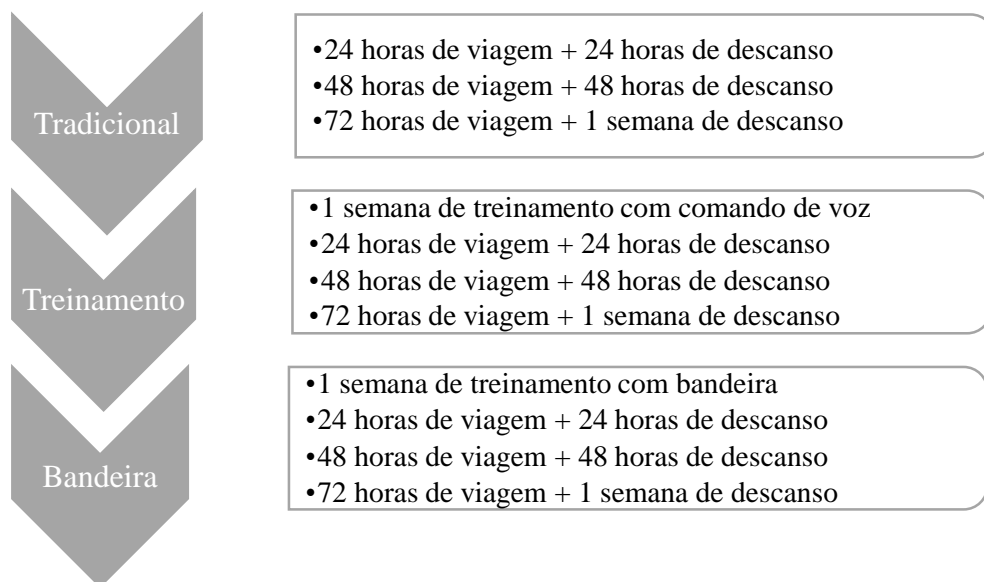 Tradicional
•24 horas de viagem + 24 horas de descanso
•48 horas de viagem + 48 horas de descanso
•72 horas de viagem + 1 semana de descanso
Treinamento
•1 semana de treinamento com comando de voz
•24 horas de viagem + 24 horas de descanso
•48 horas de viagem + 48 horas de descanso
•72 horas de viagem + 1 semana de descanso
Bandeira
•1 semana de treinamento com bandeira
•24 horas de viagem + 24 horas de descanso
•48 horas de viagem + 48 horas de descanso
•72 horas de viagem + 1 semana de descanso